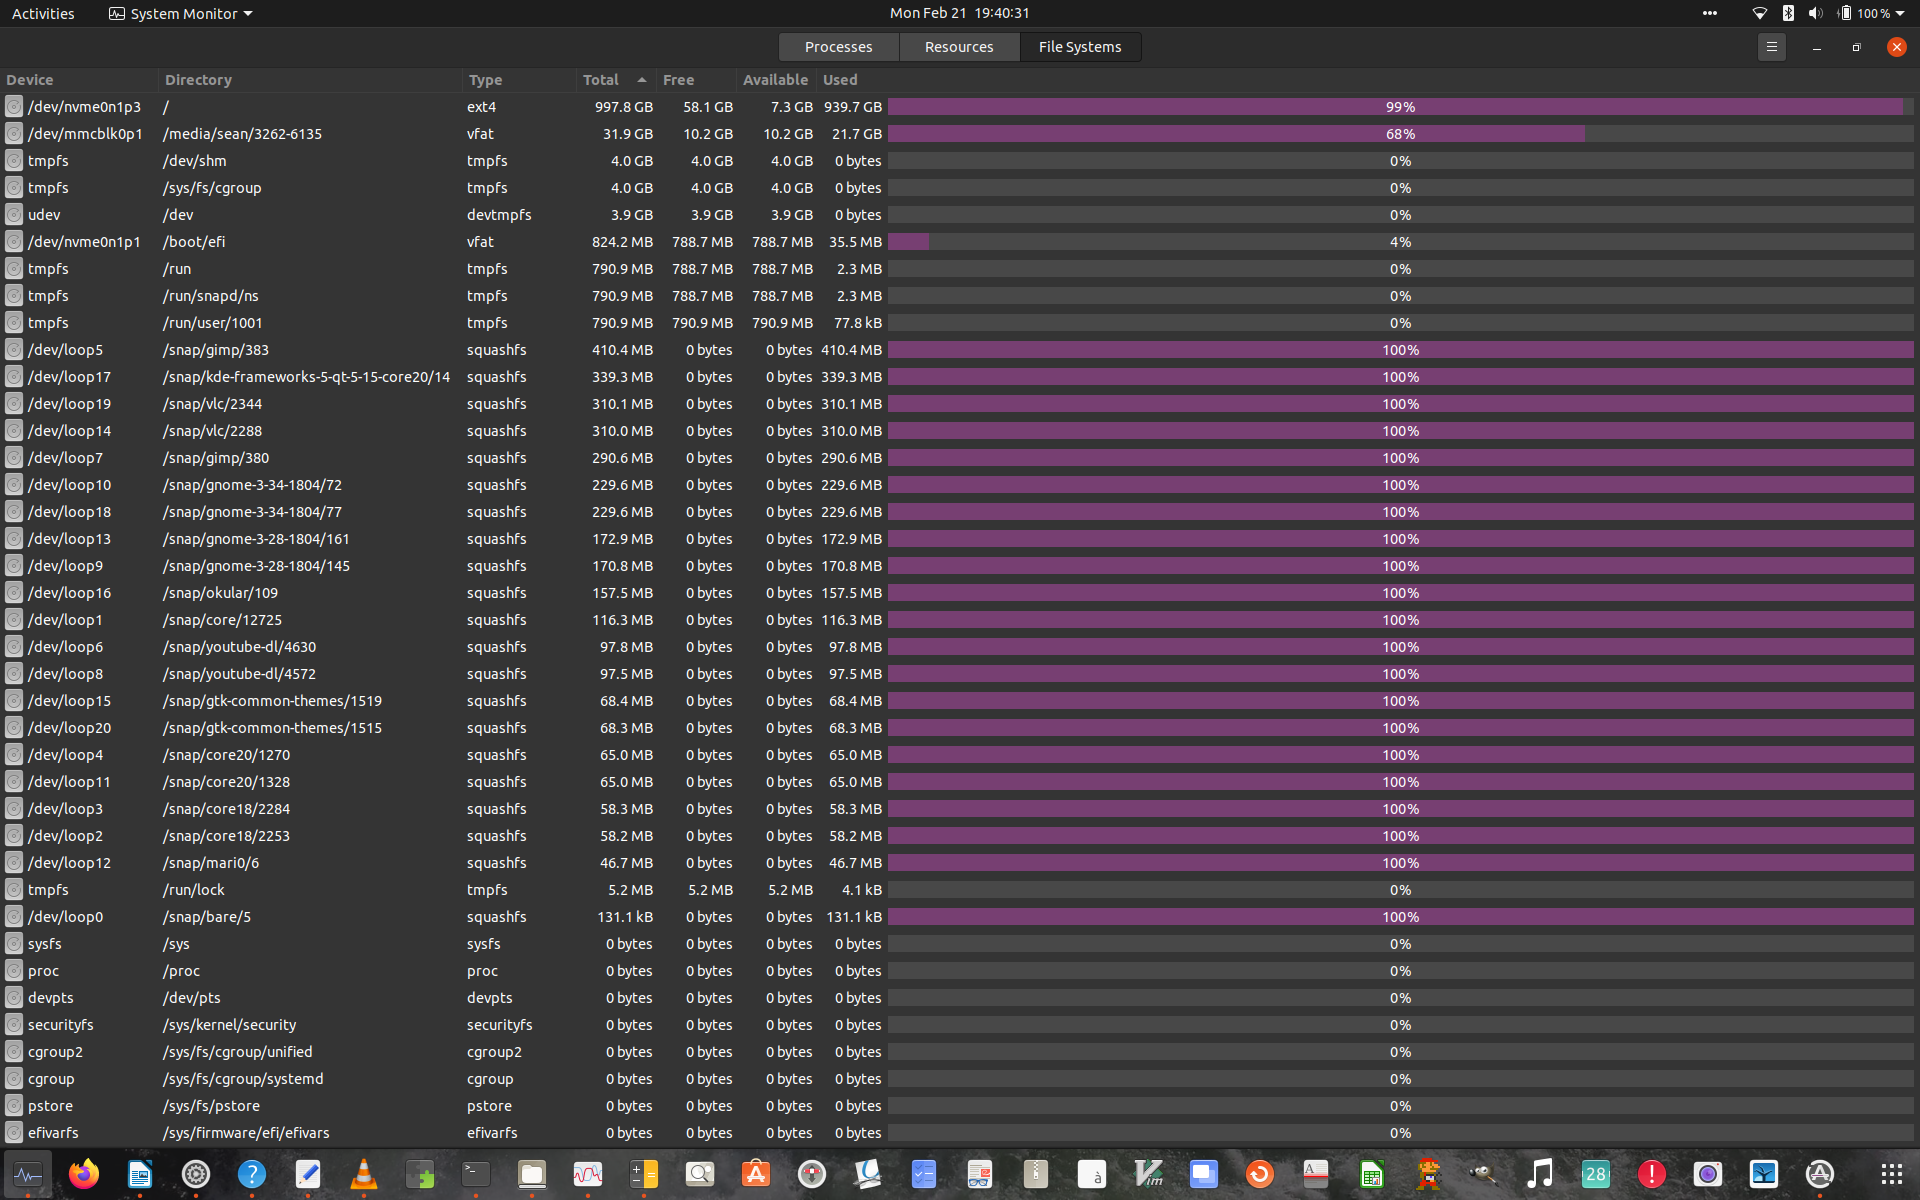 Activities System Monitor Mon Feb 21 19:40:31 100 %
Processes Resources File Systems
Device Directory Type Total Free Available Used
/dev/nvme0n1p3 / ext4 997.8 GB 58.1 GB 7.3 GB 939.7 GB 99%
/dev/mmcblk0p1 /media/sean/3262-6135 vfat 31.9 GB 10.2 GB 10.2 GB 21.7 GB 68%
tmpfs /dev/shm tmpfs 4.0 GB 4.0 GB 4.0 GB 0 bytes 0%
tmpfs /sys/fs/cgroup tmpfs 4.0 GB 4.0 GB 4.0 GB 0 bytes 0%
udev /dev devtmpfs 3.9 GB 3.9 GB 3.9 GB 0 bytes 0%
/dev/nvme0n1p1 /boot/efi vfat 824.2 MB 788.7 MB 788.7 MB 35.5 MB 4%
tmpfs /run tmpfs 790.9 MB 788.7 MB 788.7 MB 2.3 MB 0%
tmpfs /run/snapd/ns tmpfs 790.9 MB 788.7 MB 788.7 MB 2.3 MB 0%
tmpfs /run/user/1001 tmpfs 790.9 MB 790.9 MB 790.9 MB 77.8 kB 0%
/dev/loop5 /snap/gimp/383 squashfs 410.4 MB 0 bytes 0 bytes 410.4 MB 100%
/dev/loop17 /snap/kde-frameworks-5-qt-5-15-core20/14 squashfs 339.3 MB 0 bytes 0 bytes 339.3 MB 100%
/dev/loop19 /snap/vlc/2344 squashfs 310.1 MB 0 bytes 0 bytes 310.1 MB 100%
/dev/loop14 /snap/vlc/2288 squashfs 310.0 MB 0 bytes 0 bytes 310.0 MB 100%
/dev/loop7 /snap/gimp/380 squashfs 290.6 MB 0 bytes 0 bytes 290.6 MB 100%
/dev/loop10 /snap/gnome-3-34-1804/72 squashfs 229.6 MB 0 bytes 0 bytes 229.6 MB 100%
/dev/loop18 /snap/gnome-3-34-1804/77 squashfs 229.6 MB 0 bytes 0 bytes 229.6 MB 100%
/dev/loop13 /snap/gnome-3-28-1804/161 squashfs 172.9 MB 0 bytes 0 bytes 172.9 MB 100%
/dev/loop9 /snap/gnome-3-28-1804/145 squashfs 170.8 MB 0 bytes 0 bytes 170.8 MB 100%
/dev/loop16 /snap/okular/109 squashfs 157.5 MB 0 bytes 0 bytes 157.5 MB 100%
/dev/loop1 /snap/core/12725 squashfs 116.3 MB 0 bytes 0 bytes 116.3 MB 100%
/dev/loop6 /snap/youtube-dl/4630 squashfs 97.8 MB 0 bytes 0 bytes 97.8 MB 100%
/dev/loop8 /snap/youtube-dl/4572 squashfs 97.5 MB 0 bytes 0 bytes 97.5 MB 100%
/dev/loop15 /snap/gtk-common-themes/1519 squashfs 68.4 MB 0 bytes 0 bytes 68.4 MB 100%
/dev/loop20 /snap/gtk-common-themes/1515 squashfs 68.3 MB 0 bytes 0 bytes 68.3 MB 100%
/dev/loop4 /snap/core20/1270 squashfs 65.0 MB 0 bytes 0 bytes 65.0 MB 100%
/dev/loop11 /snap/core20/1328 squashfs 65.0 MB 0 bytes 0 bytes 65.0 MB 100%
/dev/loop3 /snap/core18/2284 squashfs 58.3 MB 0 bytes 0 bytes 58.3 MB 100%
/dev/loop2 /snap/core18/2253 squashfs 58.2 MB 0 bytes 0 bytes 58.2 MB 100%
/dev/loop12 /snap/mari0/6 squashfs 46.7 MB 0 bytes 0 bytes 46.7 MB 100%
tmpfs /run/lock tmpfs 5.2 MB 5.2 MB 5.2 MB 4.1 kB 0%
/dev/loop0 /snap/bare/5 squashfs 131.1 kB 0 bytes 0 bytes 131.1 kB 100%
sysfs /sys sysfs 0 bytes 0 bytes 0 bytes 0 bytes 0%
proc /proc proc 0 bytes 0 bytes 0 bytes 0 bytes 0%
devpts /dev/pts devpts 0 bytes 0 bytes 0 bytes 0 bytes 0%
securityfs /sys/kernel/security securityfs 0 bytes 0 bytes 0 bytes 0 bytes 0%
cgroup2 /sys/fs/cgroup/unified cgroup2 0 bytes 0 bytes 0 bytes 0 bytes 0%
cgroup /sys/fs/cgroup/systemd cgroup 0 bytes 0 bytes 0 bytes 0 bytes 0%
pstore /sys/fs/pstore pstore 0 bytes 0 bytes 0 bytes 0 bytes 0%
efivarfs /sys/firmware/efi/efivars efivarfs 0 bytes 0 bytes 0 bytes 0 bytes 0%
? >_ A à Vim A 28 ! A